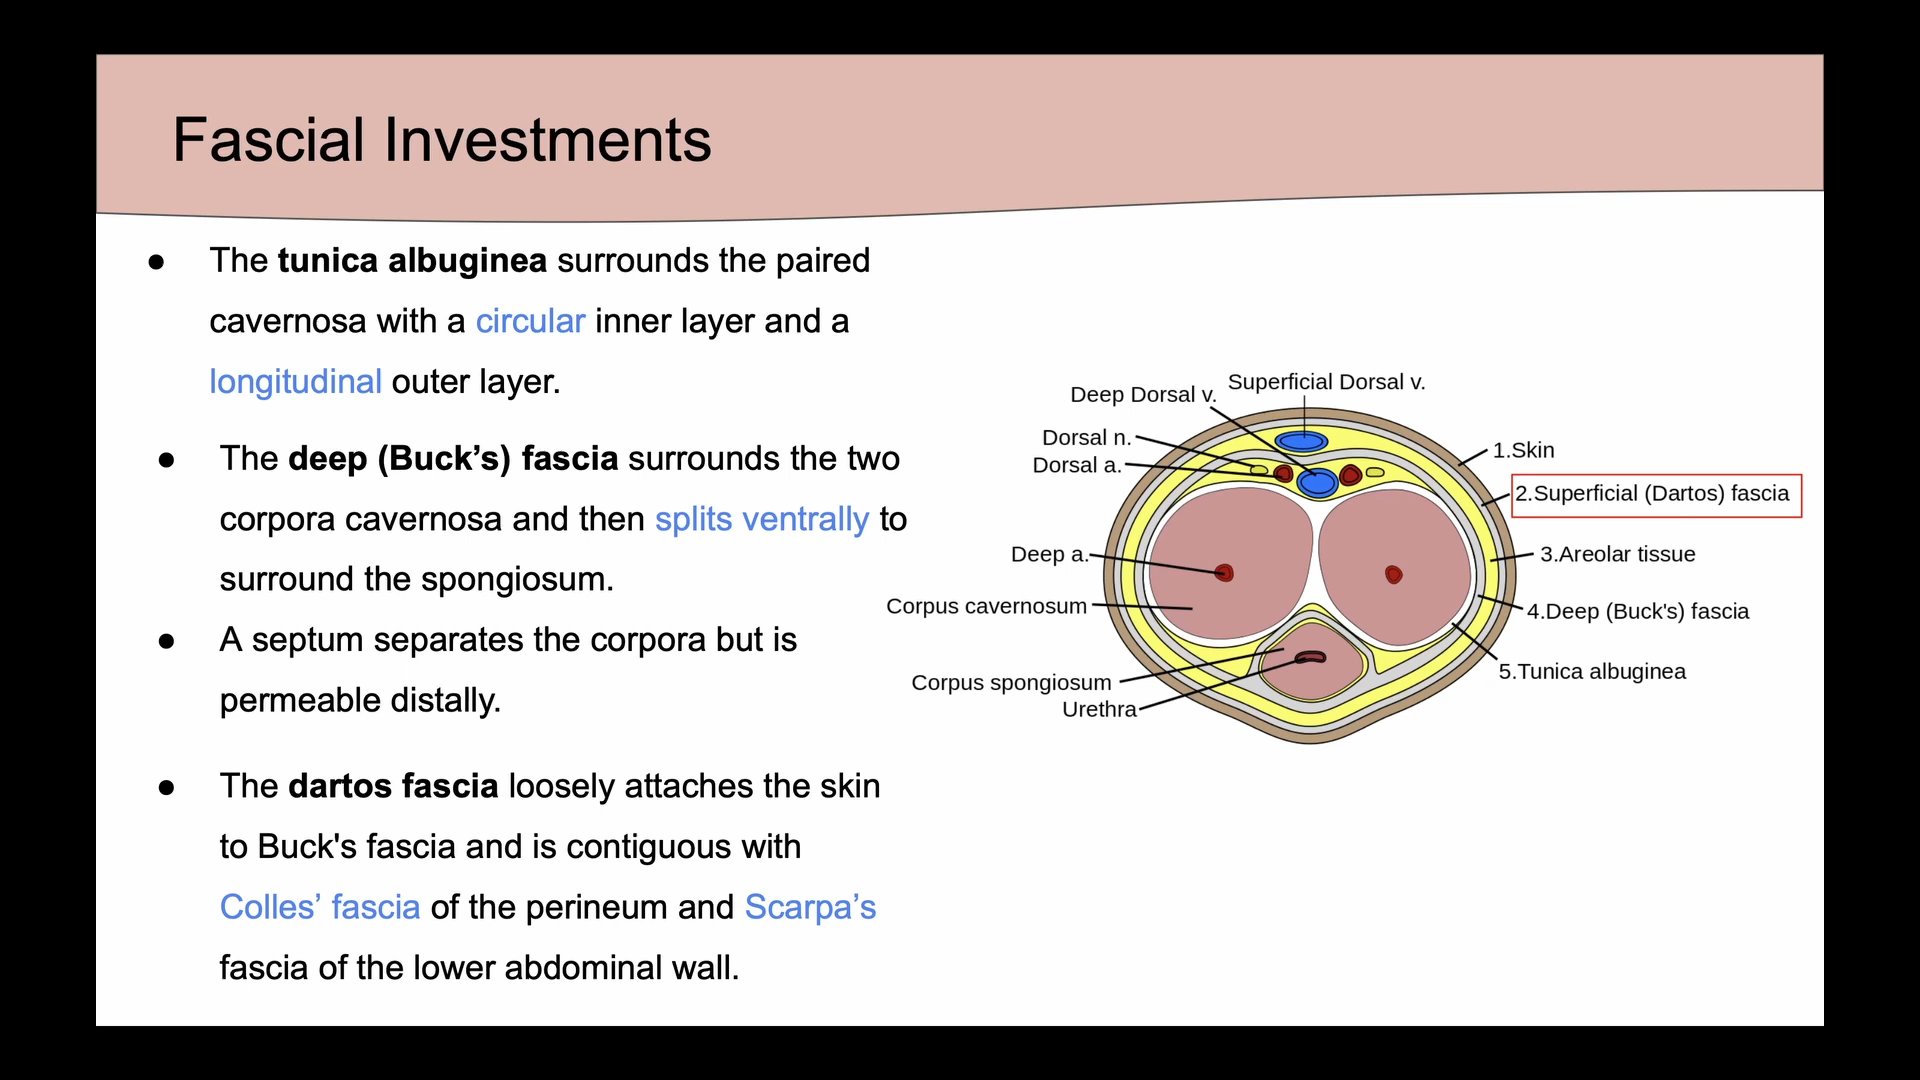 Fascial Investments
● The tunica albuginea surrounds the paired
cavernosa with a circular inner layer and a
longitudinal outer layer.
● The deep (Buck’s) fascia surrounds the two
corpora cavernosa and then splits ventrally to
surround the spongiosum.
● A septum separates the corpora but is
permeable distally.
● The dartos fascia loosely attaches the skin
to Buck's fascia and is contiguous with
Colles’ fascia of the perineum and Scarpa’s
fascia of the lower abdominal wall.
Superficial Dorsal v.
Deep Dorsal v.
Dorsal n.
Dorsal a.
Deep a.
Corpus cavernosum
Corpus spongiosum
Urethra
1.Skin
2.Superficial (Dartos) fascia
3.Areolar tissue
4.Deep (Buck's) fascia
5.Tunica albuginea